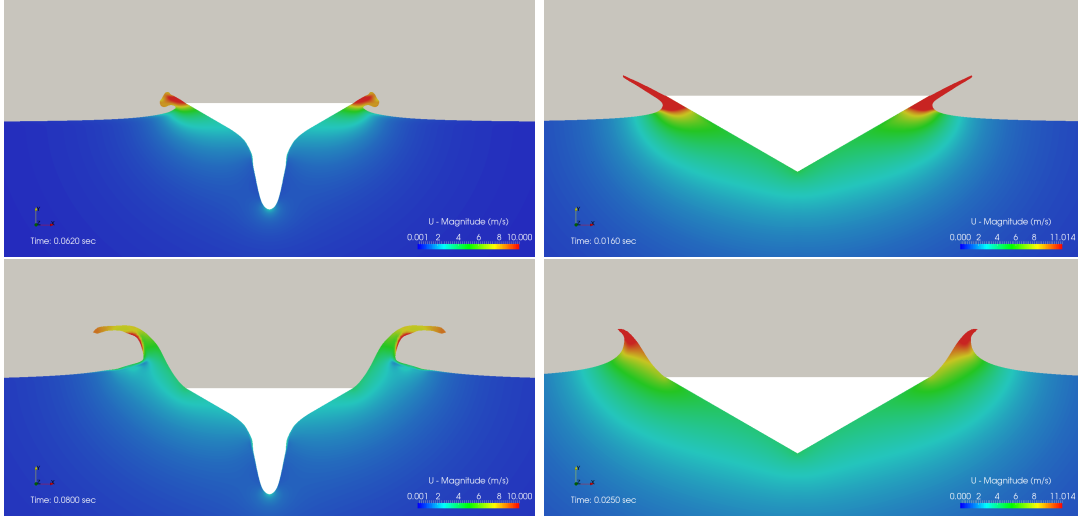 U - Magnitude (m/s)
0.001 2 4 6 8 10.000
Time: 0.0620 sec
U - Magnitude (m/s)
0.000 2 4 6 8 11.014
Time: 0.0160 sec
U - Magnitude (m/s)
0.001 2 4 6 8 10.000
Time: 0.0800 sec
U - Magnitude (m/s)
0.000 2 4 6 8 11.014
Time: 0.0250 sec